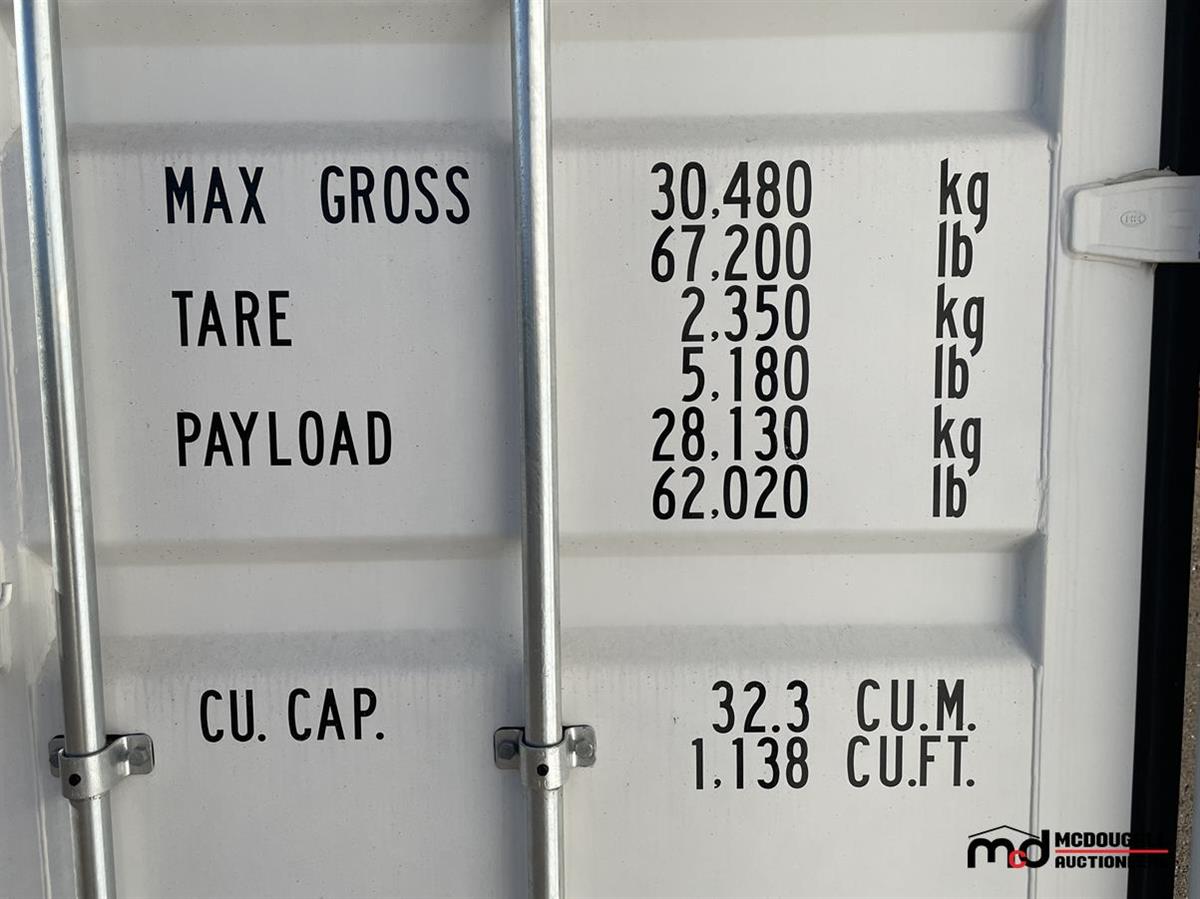 MAX GROSS 30,480 kg
67,200 lb
TARE 2,350 kg
5,180 lb
PAYLOAD 28,130 kg
62,020 lb
CU. CAP. 32.3 CU.M.
1,138 CU.FT.
mcd